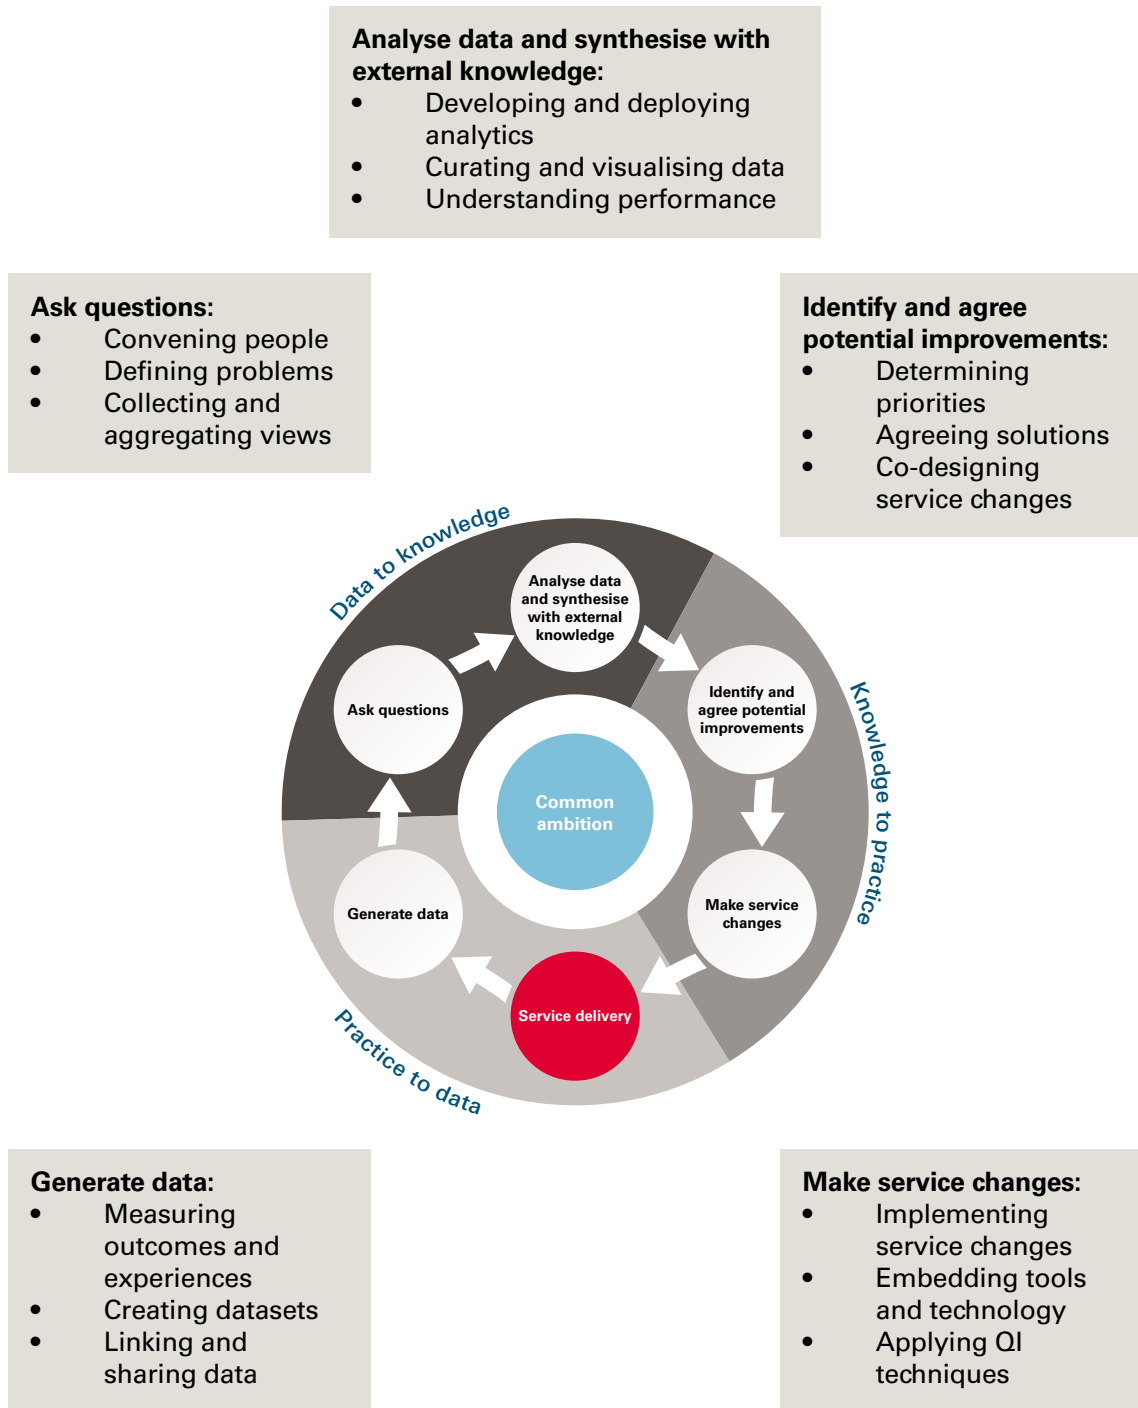 Analyse data and synthesise with
external knowledge:
• Developing and deploying
analytics
• Curating and visualising data
• Understanding performance
Ask questions:
• Convening people
• Defining problems
• Collecting and
aggregating views
Identify and agree
potential improvements:
• Determining
priorities
• Agreeing solutions
• Co-designing
service changes
Data to knowledge
Analyse data
and synthesise
with external
knowledge
Ask questions
Identify and
agree potential
improvements
Knowledge to practice
Common
ambition
Generate data
Make service
changes
Service delivery
Practice to data
Generate data:
• Measuring
outcomes and
experiences
• Creating datasets
• Linking and
sharing data
Make service changes:
• Implementing
service changes
• Embedding tools
and technology
• Applying QI
techniques